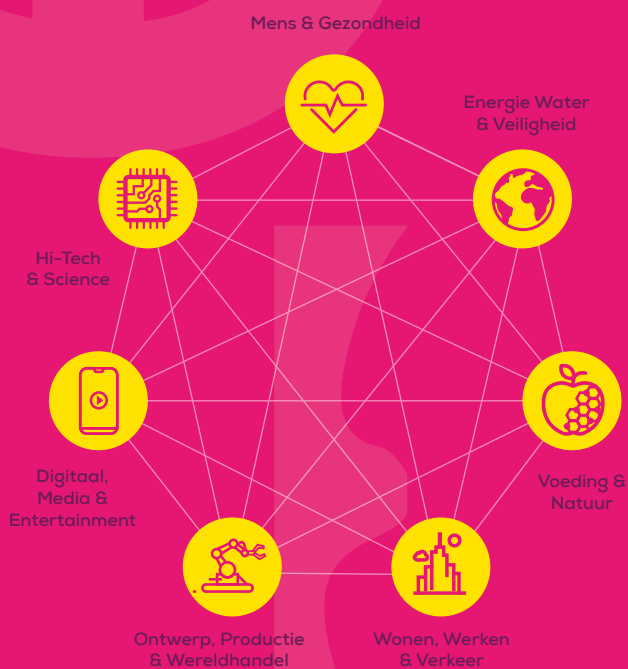 Mens & Gezondheid
Energie Water
& Veiligheid
Hi-Tech
& Science
Digitaal,
Media &
Entertainment
Voeding &
Natuur
Ontwerp, Productie
& Wereldhandel
Wonen, Werken
& Verkeer